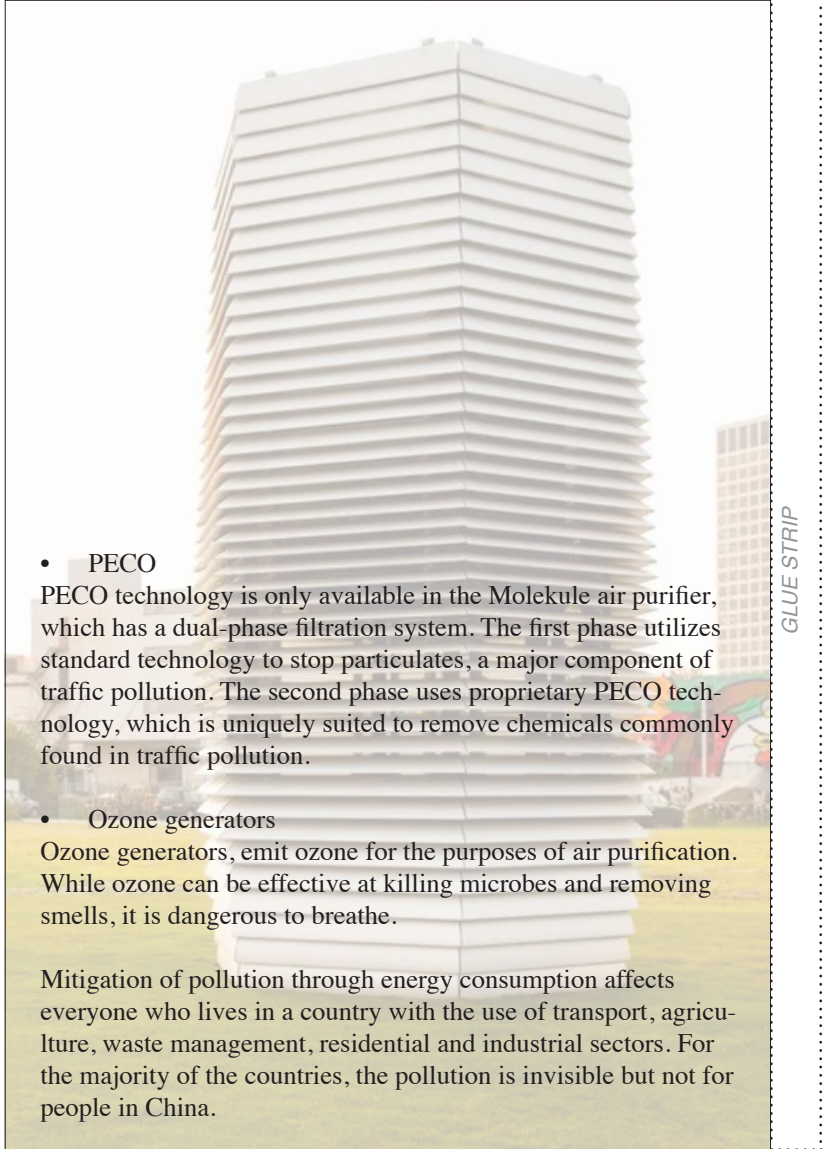 • PECO
PECO technology is only available in the Molekule air purifier,
which has a dual-phase filtration system. The first phase utilizes
standard technology to stop particulates, a major component of
traffic pollution. The second phase uses proprietary PECO tech-
nology, which is uniquely suited to remove chemicals commonly
found in traffic pollution.
• Ozone generators
Ozone generators, emit ozone for the purposes of air purification.
While ozone can be effective at killing microbes and removing
smells, it is dangerous to breathe.
Mitigation of pollution through energy consumption affects
everyone who lives in a country with the use of transport, agricu-
lture, waste management, residential and industrial sectors. For
the majority of the countries, the pollution is invisible but not for
people in China.
GLUE STRIP